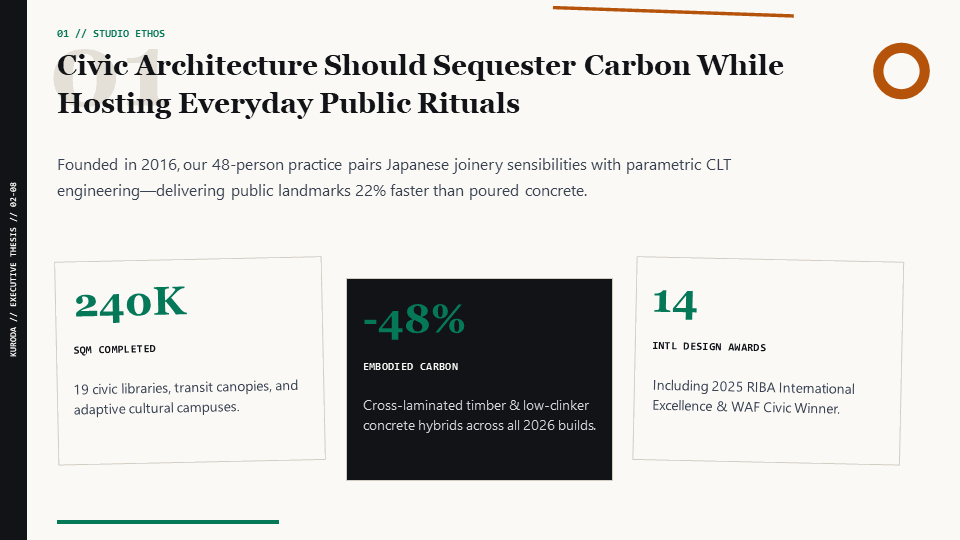 01 // STUDIO ETHOS
01
Civic Architecture Should Sequester Carbon While
Hosting Everyday Public Rituals
Founded in 2016, our 48-person practice pairs Japanese joinery sensibilities with parametric CLT
engineering—delivering public landmarks 22% faster than poured concrete.
KURODA // EXECUTIVE THESIS // 02-08
240K
SQM COMPLETED
19 civic libraries, transit canopies, and
adaptive cultural campuses.
-48%
EMBODIED CARBON
Cross-laminated timber & low-clinker
concrete hybrids across all 2026 builds.
14
INTL DESIGN AWARDS
Including 2025 RIBA International
Excellence & WAF Civic Winner.